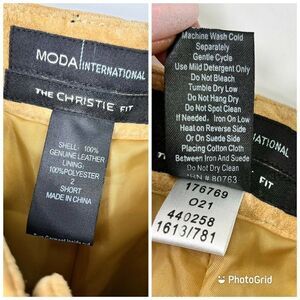 MODA INTERNATIONAL
THE CHRISTIE FIT
SHELL: 100%
GENUINE LEATHER
LINING:
100%POLYESTER
2
SHORT
MADE IN CHINA
Machine Wash Cold
Separately
Gentle Cycle
Use Mild Detergent Only
Do Not Bleach
Tumble Dry Low
Do Not Hang Dry
Do Not Spot Clean
If Needed, Iron On Low
Heat on Reverse Side
Or On Suede Side
Placing Cotton Cloth
Between Iron And Suede
Do Not Dry Clean
RN # 80763
NATIONAL
FIT
176769
O21
440258
1613/781
PhotoGrid